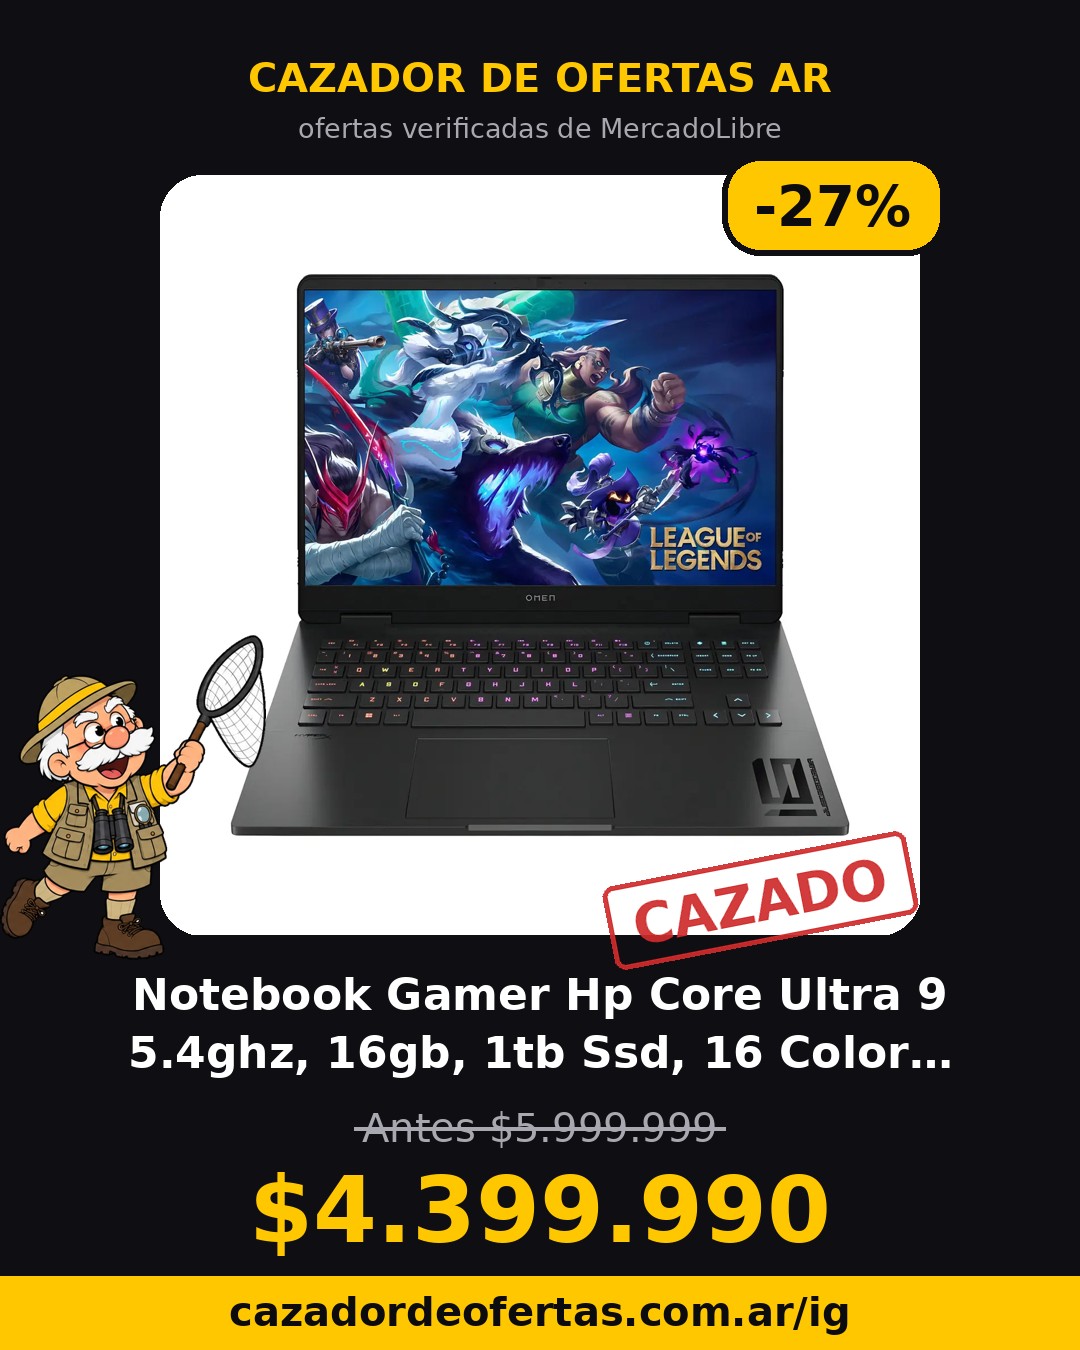 CAZADOR DE OFERTAS AR
ofertas verificadas de MercadoLibre
-27%
LEAGUE OF
LEGENDS
OMEN
CAZADO
Notebook Gamer Hp Core Ultra 9
5.4ghz, 16gb, 1tb Ssd, 16 Color...
Antes $5.999.999
$4.399.990
cazadordeofertas.com.ar/ig